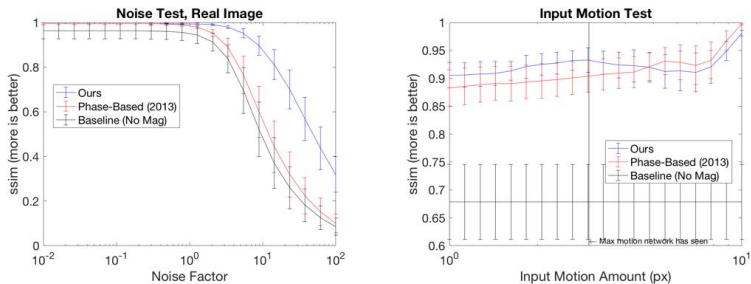 Noise Test, Real Image
ssim (more is better)
1
0.8
0.6
0.4
0.2
0
Ours
Phase-Based (2013)
Baseline (No Mag)
10^-2
10^-1
10^0
10^1
10^2
Noise Factor
Input Motion Test
ssim (more is better)
1
0.95
0.9
0.85
0.8
0.75
0.7
0.65
0.6
Ours
Phase-Based (2013)
Baseline (No Mag)
← Max motion network has seen
10^0
10^1
Input Motion Amount (px)